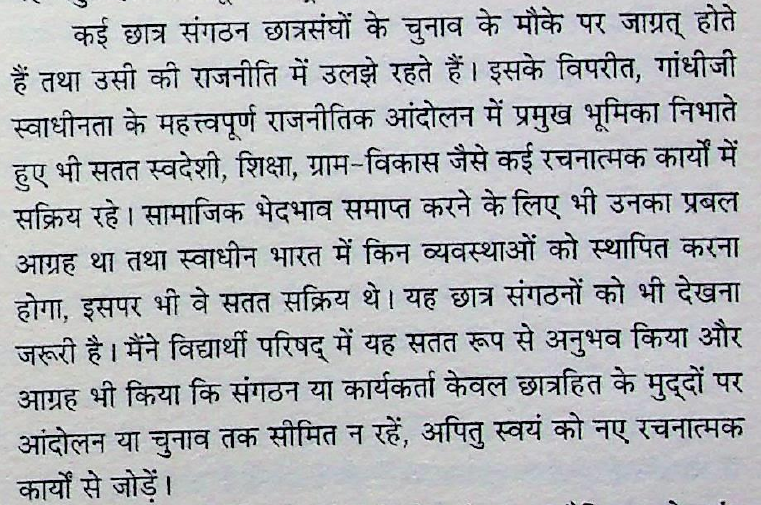 कई छात्र संगठन छात्रसंघों के चुनाव के मौके पर जाग्रत् होते
हैं तथा उसी की राजनीति में उलझे रहते हैं। इसके विपरीत, गांधीजी
स्वाधीनता के महत्त्वपूर्ण राजनीतिक आंदोलन में प्रमुख भूमिका निभाते
हुए भी सतत स्वदेशी, शिक्षा, ग्राम-विकास जैसे कई रचनात्मक कार्यों में
सक्रिय रहे। सामाजिक भेदभाव समाप्त करने के लिए भी उनका प्रबल
आग्रह था तथा स्वाधीन भारत में किन व्यवस्थाओं को स्थापित करना
होगा, इसपर भी वे सतत सक्रिय थे। यह छात्र संगठनों को भी देखना
जरूरी है। मैंने विद्यार्थी परिषद् में यह सतत रूप से अनुभव किया और
आग्रह भी किया कि संगठन या कार्यकर्ता केवल छात्रहित के मुद्दों पर
आंदोलन या चुनाव तक सीमित न रहें, अपितु स्वयं को नए रचनात्मक
कार्यों से जोड़ें।